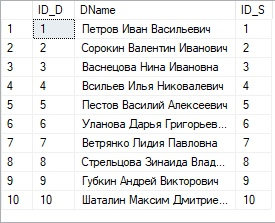 ID_D DName ID_S
1 1 Петров Иван Васильевич 1
2 2 Сорокин Валентин Иванович 2
3 3 Васнецова Нина Ивановна 3
4 4 Всильев Илья Никовалевич 4
5 5 Пестов Василий Алексеевич 5
6 6 Уланова Дарья Григорьев... 6
7 7 Ветрянко Лидия Павловна 7
8 8 Стрельцова Зинаида Влад... 8
9 9 Губкин Андрей Викторович 9
10 10 Шаталин Максим Дмитрие... 10